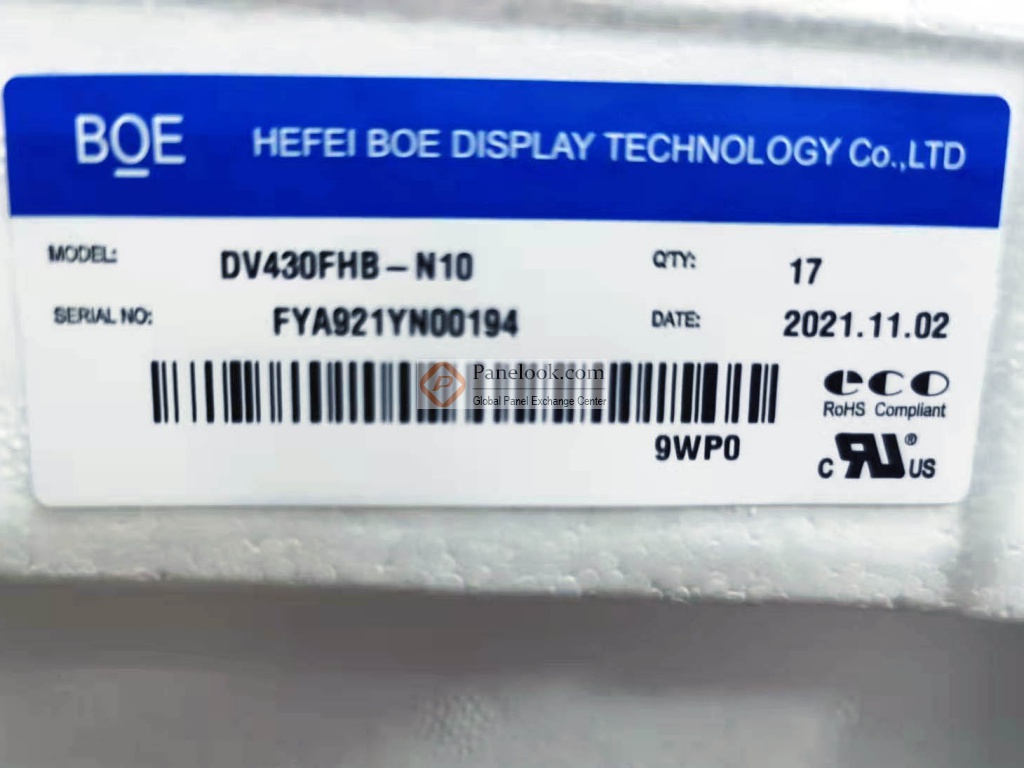 BOE HEFEI BOE DISPLAY TECHNOLOGY Co.,LTD
MODEL: DV430FHB-N10 QTY: 17
SERIAL NO: FYA921YN00194 DATE: 2021.11.02
Panelook.com
Global Panel Exchange Center
eco
RoHS Compliant
9WP0
C RU ® US